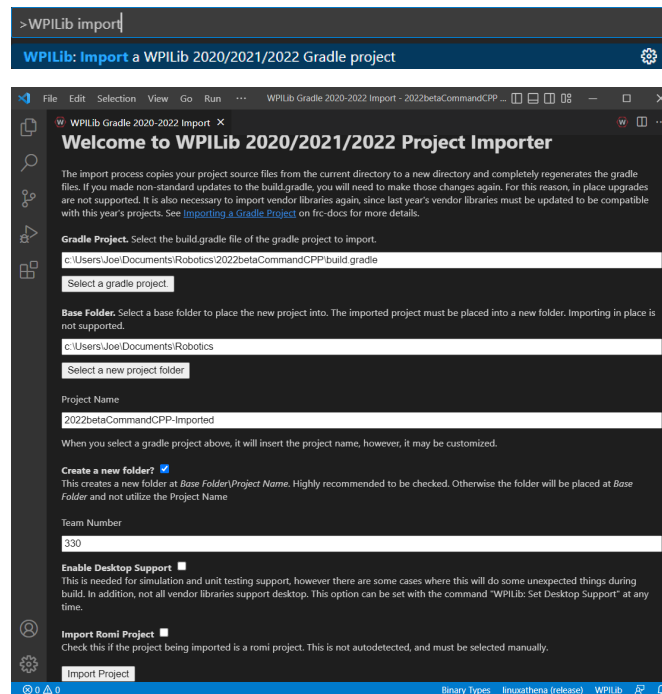 >WPILib import
WPILib: Import a WPILib 2020/2021/2022 Gradle project
File Edit Selection View Go Run ··· WPILib Gradle 2020-2022 Import - 2022betaCommandCPP ...
WPILib Gradle 2020-2022 Import
Welcome to WPILib 2020/2021/2022 Project Importer
The import process copies your project source files from the current directory to a new directory and completely regenerates the gradle
files. If you made non-standard updates to the build.gradle, you will need to make those changes again. For this reason, in place upgrades
are not supported. It is also necessary to import vendor libraries again, since last year's vendor libraries must be updated to be compatible
with this year's projects. See Importing a Gradle Project on frc-docs for more details.
Gradle Project. Select the build.gradle file of the gradle project to import.
c:\Users\Joe\Documents\Robotics\2022betaCommandCPP\build.gradle
Select a gradle project.
Base Folder. Select a base folder to place the new project into. The imported project must be placed into a new folder. Importing in place is
not supported.
c:\Users\Joe\Documents\Robotics
Select a new project folder
Project Name
2022betaCommandCPP-Imported
When you select a gradle project above, it will insert the project name, however, it may be customized.
Create a new folder?
This creates a new folder at Base Folder\Project Name. Highly recommended to be checked. Otherwise the folder will be placed at Base
Folder and not utilize the Project Name
Team Number
330
Enable Desktop Support
This is needed for simulation and unit testing support, however there are some cases where this will do some unexpected things during
build. In addition, not all vendor libraries support desktop. This option can be set with the command "WPILib: Set Desktop Support" at any
time.
Import Romi Project
Check this if the project being imported is a romi project. This is not autodetected, and must be selected manually.
Import Project
0 0 Binary Types linuxathena (release) WPILib